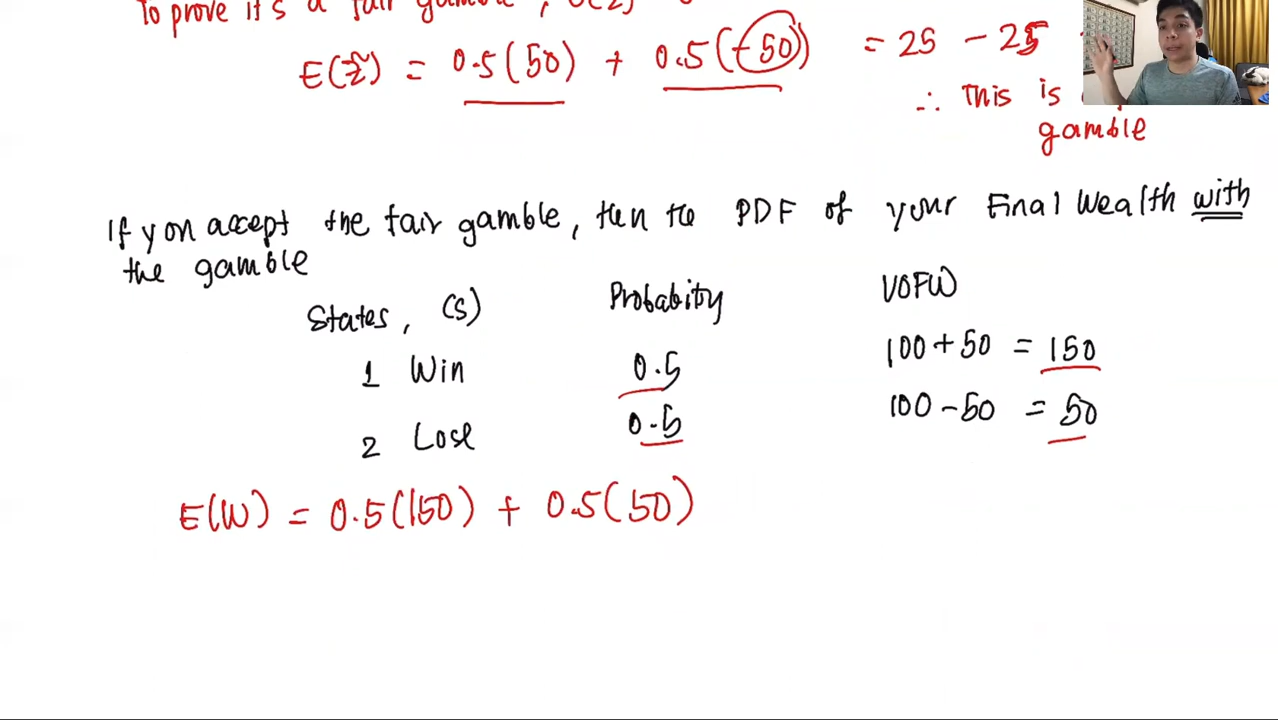 To prove it's a fair gamble,
E(z̃) = 0.5(50) + 0.5(-50) = 25 - 25
∴ This is
gamble
If you accept the fair gamble, then the PDF of your Final Wealth with
the gamble
States, (s) Probabity VOFW
1 Win 0.5 100+50 = 150
2 Lose 0.5 100-50 = 50
E(W) = 0.5(150) + 0.5(50)